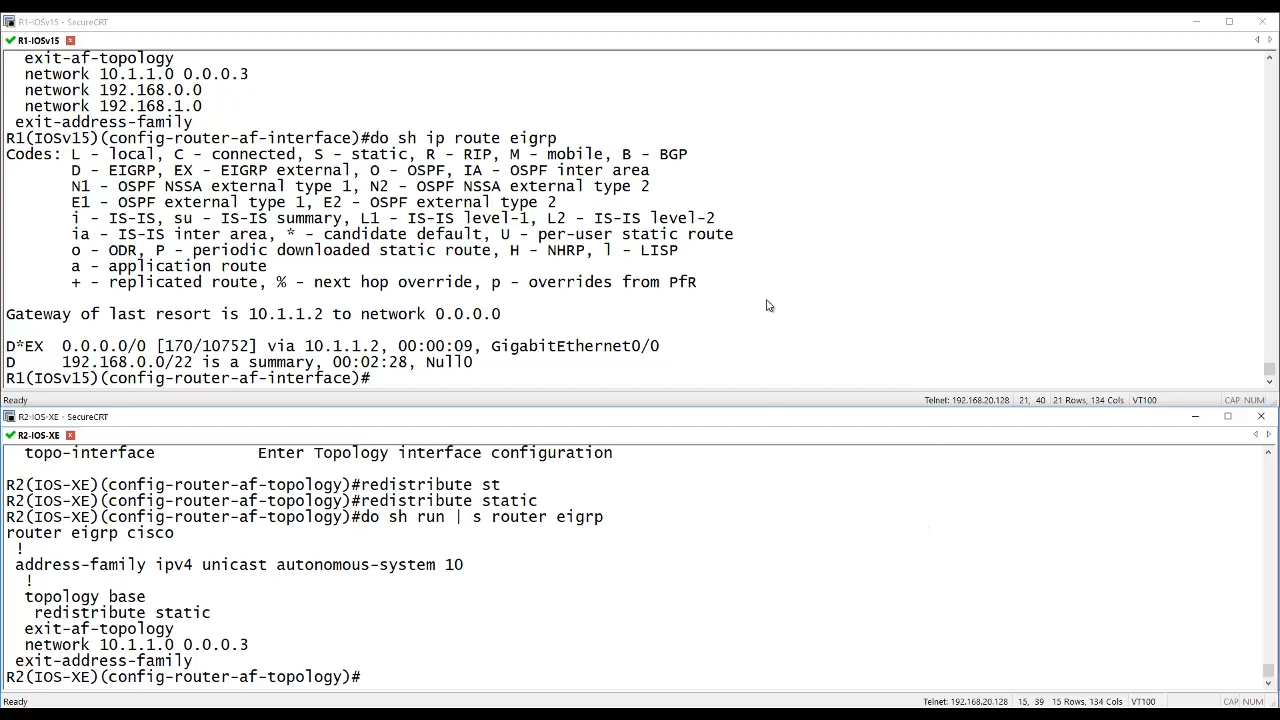 R1-IOSv15 - SecureCRT
R1-IOSv15
exit-af-topology
network 10.1.1.0 0.0.0.3
network 192.168.0.0
network 192.168.1.0
exit-address-family
R1(IOSv15)(config-router-af-interface)#do sh ip route eigrp
Codes: L - local, C - connected, S - static, R - RIP, M - mobile, B - BGP
D - EIGRP, EX - EIGRP external, O - OSPF, IA - OSPF inter area
N1 - OSPF NSSA external type 1, N2 - OSPF NSSA external type 2
E1 - OSPF external type 1, E2 - OSPF external type 2
i - IS-IS, su - IS-IS summary, L1 - IS-IS level-1, L2 - IS-IS level-2
ia - IS-IS inter area, * - candidate default, U - per-user static route
o - ODR, P - periodic downloaded static route, H - NHRP, l - LISP
a - application route
+ - replicated route, % - next hop override, p - overrides from PfR
Gateway of last resort is 10.1.1.2 to network 0.0.0.0
D*EX 0.0.0.0/0 [170/10752] via 10.1.1.2, 00:00:09, GigabitEthernet0/0
D 192.168.0.0/22 is a summary, 00:02:28, Null0
R1(IOSv15)(config-router-af-interface)#
Ready Telnet: 192.168.20.128 21, 40 21 Rows, 134 Cols VT100 CAP NUM
R2-IOS-XE - SecureCRT
R2-IOS-XE
topo-interface Enter Topology interface configuration
R2(IOS-XE)(config-router-af-topology)#redistribute st
R2(IOS-XE)(config-router-af-topology)#redistribute static
R2(IOS-XE)(config-router-af-topology)#do sh run | s router eigrp
router eigrp cisco
!
address-family ipv4 unicast autonomous-system 10
!
topology base
redistribute static
exit-af-topology
network 10.1.1.0 0.0.0.3
exit-address-family
R2(IOS-XE)(config-router-af-topology)#
Ready Telnet: 192.168.20.128 15, 39 15 Rows, 134 Cols VT100 CAP NUM